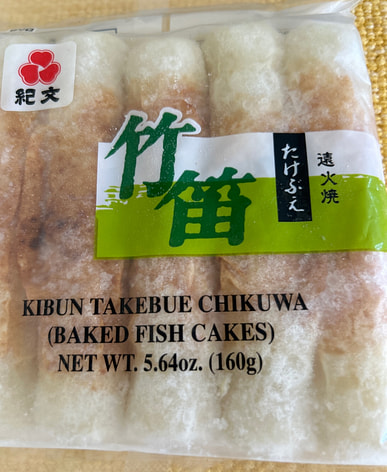 紀文
竹笛
たけぶえ
遠火焼
KIBUN TAKEBUE CHIKUWA
(BAKED FISH CAKES)
NET WT. 5.64oz. (160g)